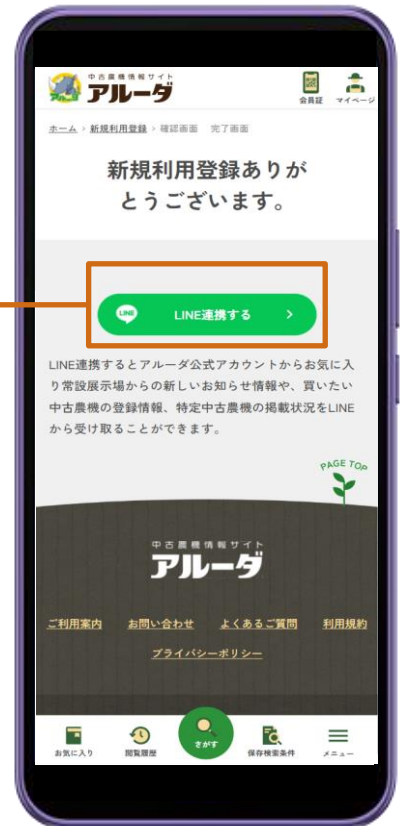 中古農機情報サイト
アルーダ
会員証 マイページ
ホーム > 新規利用登録 > 確認画面 完了画面
新規利用登録ありが
とうございます。
LINE LINE連携する >
LINE連携するとアルーダ公式アカウントからお気に入
り常設展示場からの新しいお知らせ情報や、買いたい
中古農機の登録情報、特定中古農機の掲載状況をLINE
から受け取ることができます。
PAGE TOP
中古農機情報サイト
アルーダ
ご利用案内 お問い合わせ よくあるご質問 利用規約
プライバシーポリシー
お気に入り 閲覧履歴 さがす 保存検索条件 メニュー